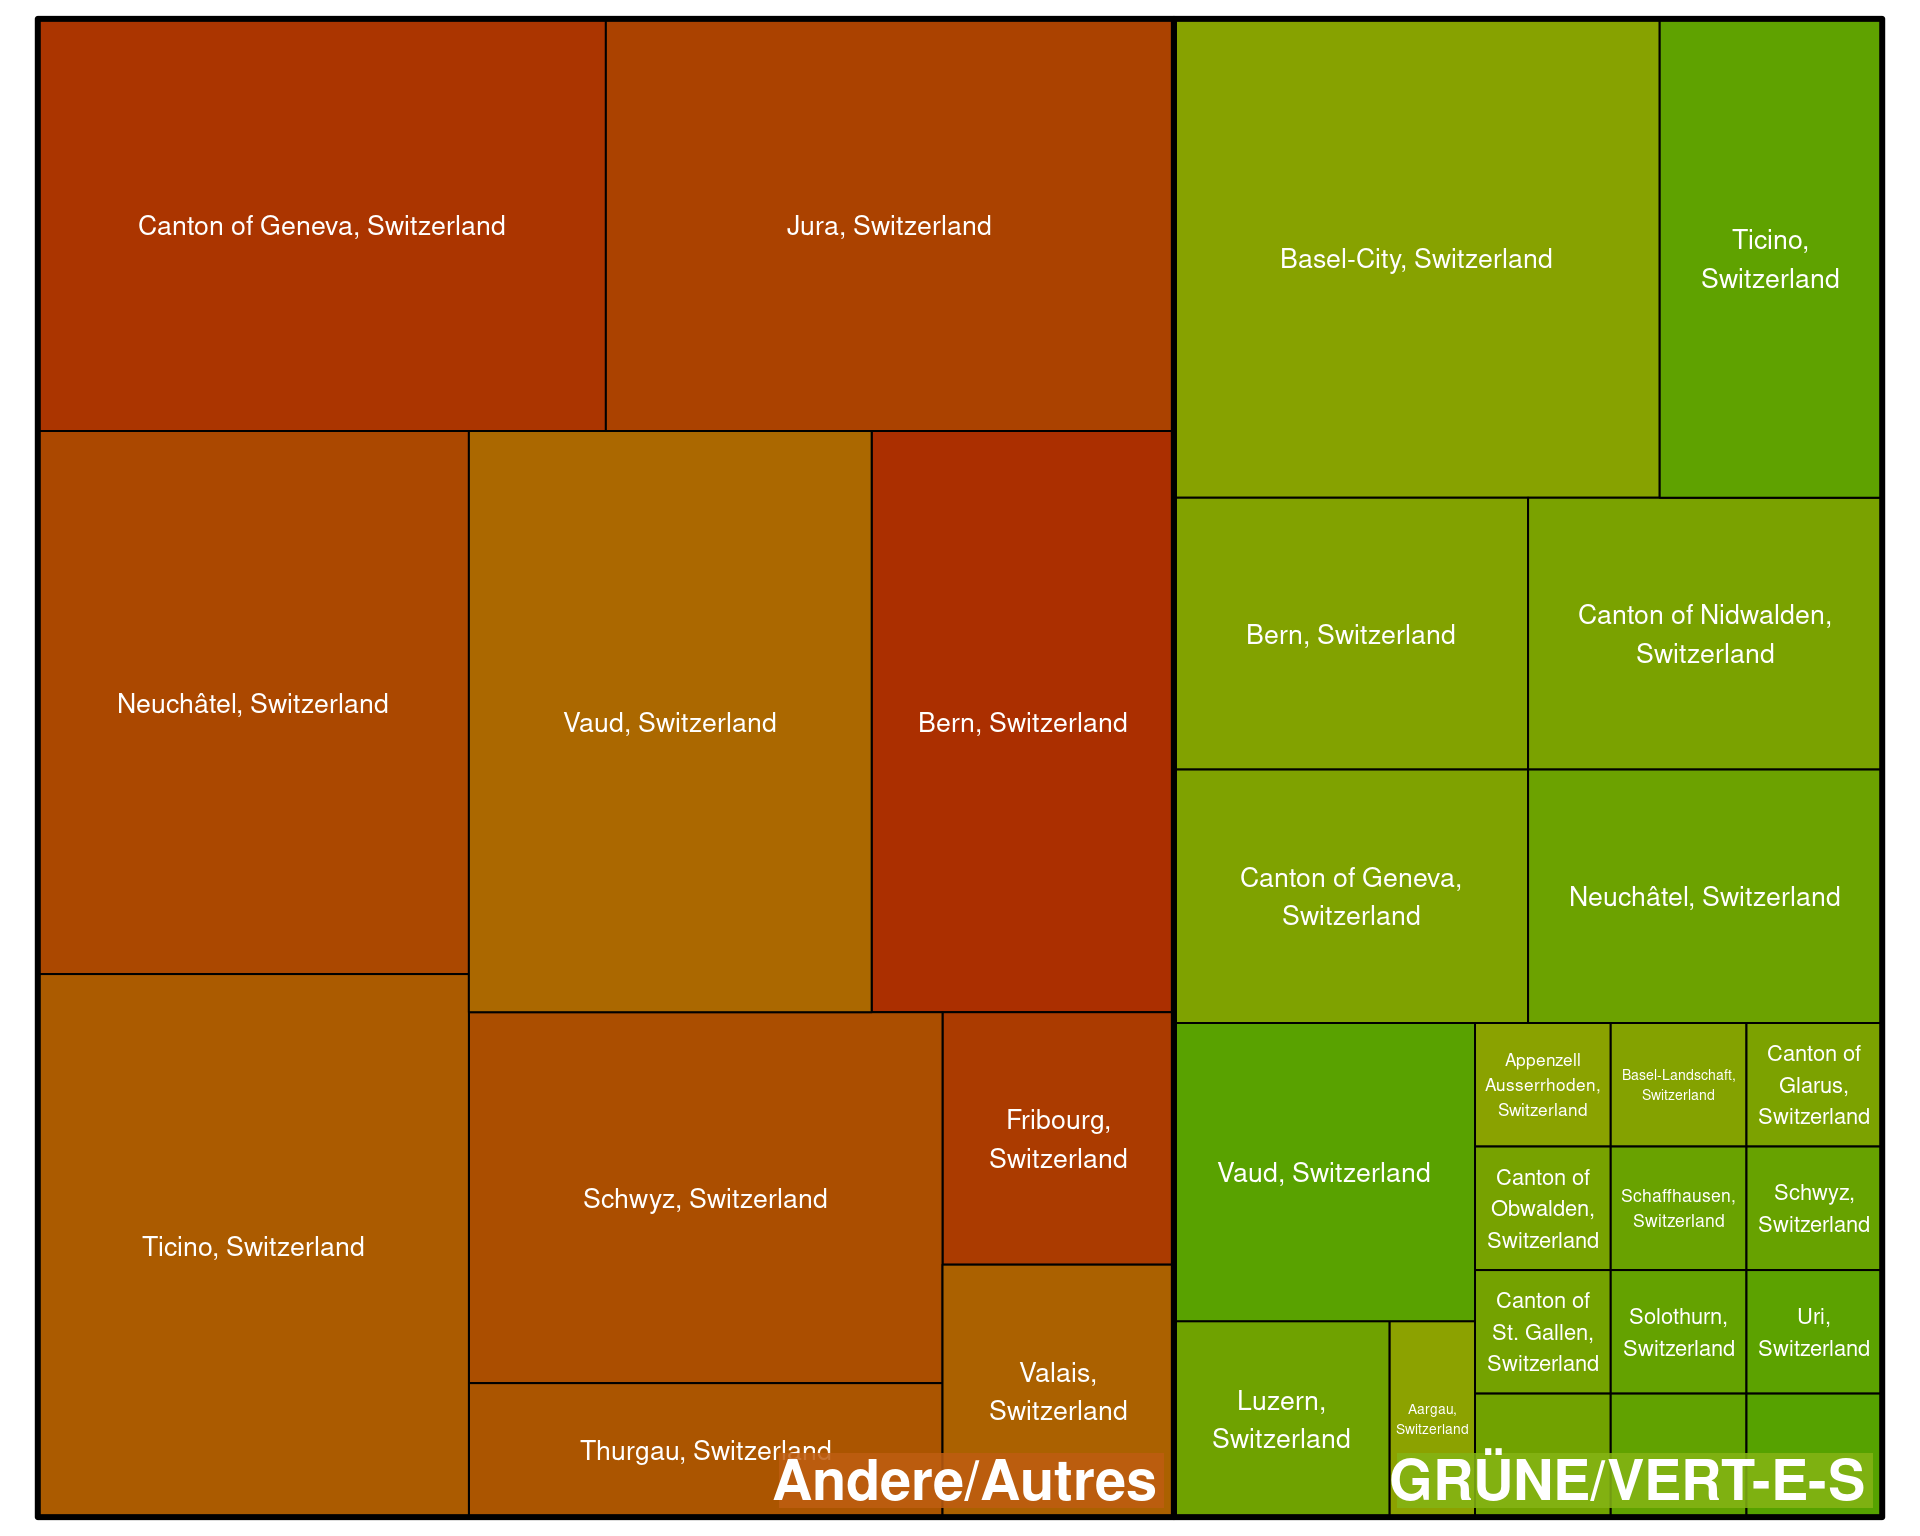 Canton of Geneva, Switzerland
Jura, Switzerland
Neuchâtel, Switzerland
Vaud, Switzerland
Bern, Switzerland
Ticino, Switzerland
Schwyz, Switzerland
Fribourg,
Switzerland
Valais,
Switzerland
Thurgau, Switzerland
Andere/Autres
Basel-City, Switzerland
Ticino,
Switzerland
Bern, Switzerland
Canton of Nidwalden,
Switzerland
Canton of Geneva,
Switzerland
Neuchâtel, Switzerland
Vaud, Switzerland
Appenzell
Ausserrhoden,
Switzerland
Basel-Landschaft,
Switzerland
Canton of
Glarus,
Switzerland
Canton of
Obwalden,
Switzerland
Schaffhausen,
Switzerland
Schwyz,
Switzerland
Canton of
St. Gallen,
Switzerland
Solothurn,
Switzerland
Uri,
Switzerland
Luzern,
Switzerland
Aargau,
Switzerland
GRÜNE/VERT-E-S